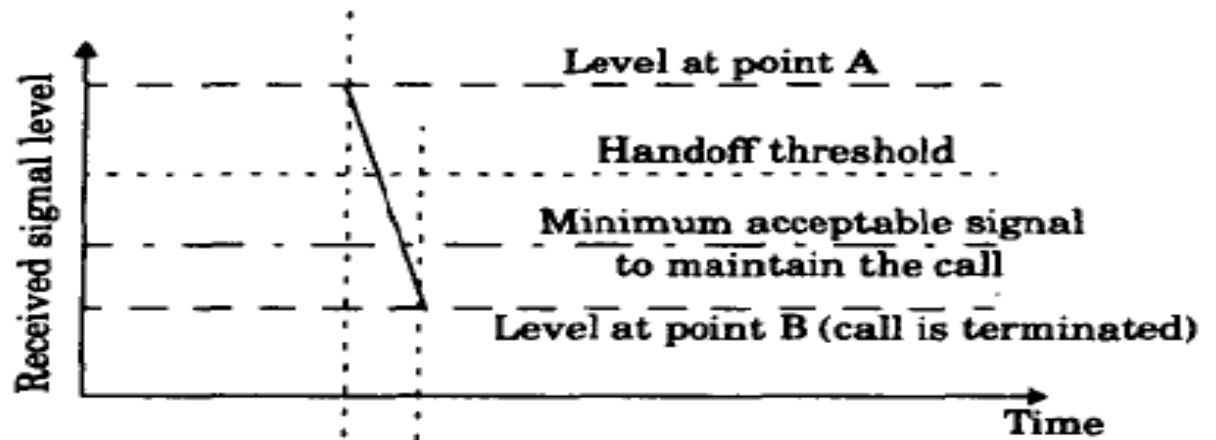 Received signal level
Level at point A
Handoff threshold
Minimum acceptable signal
to maintain the call
Level at point B (call is terminated)
Time